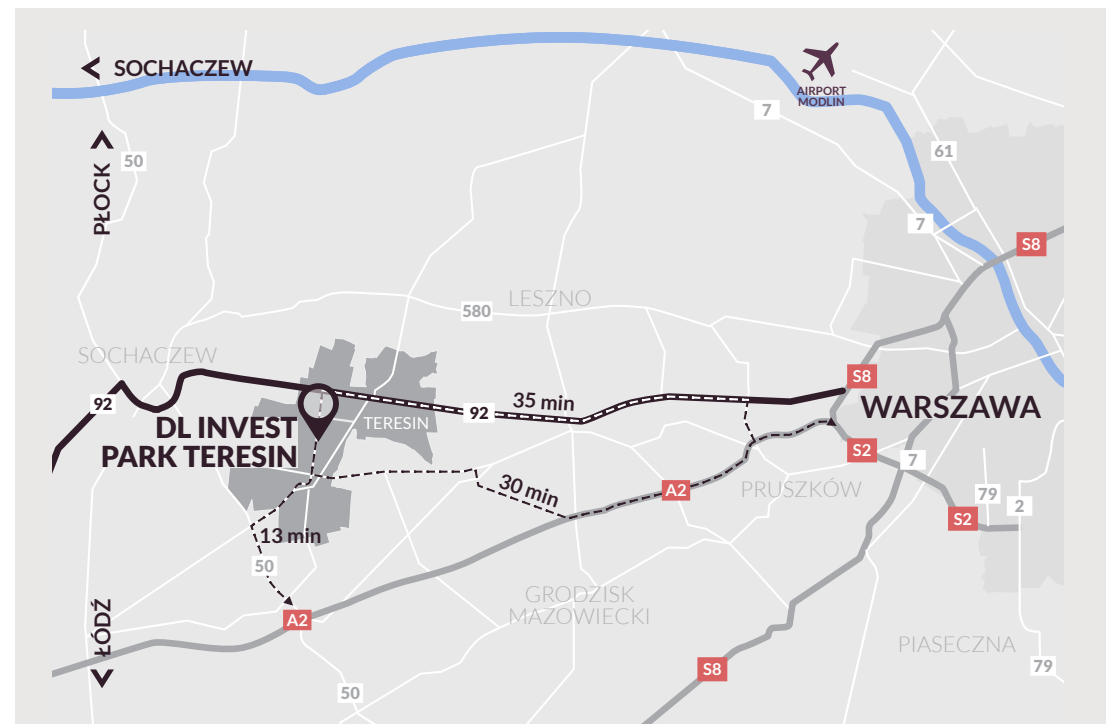 SOCHACZEW
AIRPORT
MODLIN
7
50
PŁOCK
61
7
S8
LESZNO
580
SOCHACZEW
92
35 min
92
S8
WARSZAWA
DL INVEST
PARK TERESIN
TERESIN
S2
7
30 min
A2
PRUSZKÓW
79
2
S2
13 min
50
GRODZISK
MAZOWIECKI
A2
ŁÓDŹ
PIASECZNA
S8
79
50